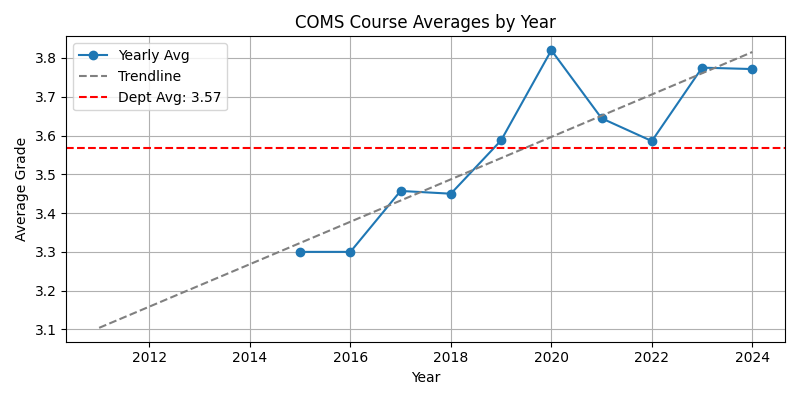 COMS Course Averages by Year
Yearly Avg
Trendline
Dept Avg: 3.57
Average Grade
3.8
3.7
3.6
3.5
3.4
3.3
3.2
3.1
2012 2014 2016 2018 2020 2022 2024
Year